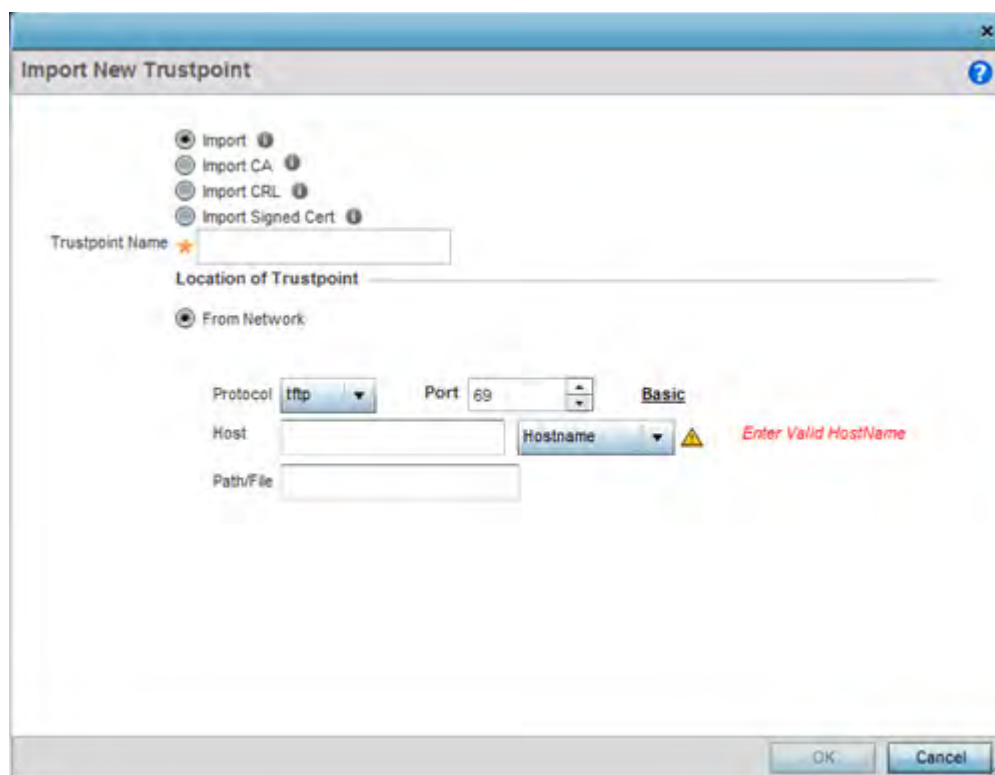 Import New Trustpoint
Import
Import CA
Import CRL
Import Signed Cert
Trustpoint Name *
Location of Trustpoint
From Network
Protocol tftp Port 69 Basic
Host Hostname Enter Valid HostName
Path/File
OK Cancel